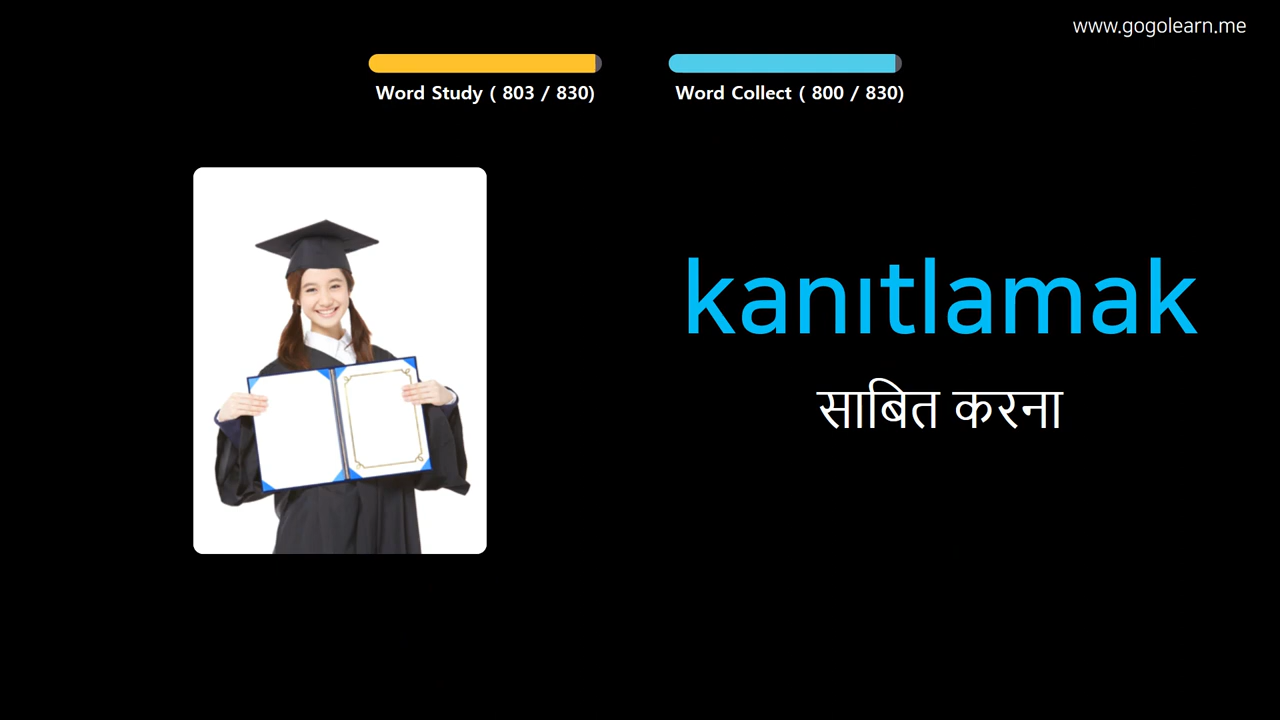 www.gogolearn.me
Word Study ( 803 / 830)
Word Collect ( 800 / 830)
kanıtlamak
साबित करना